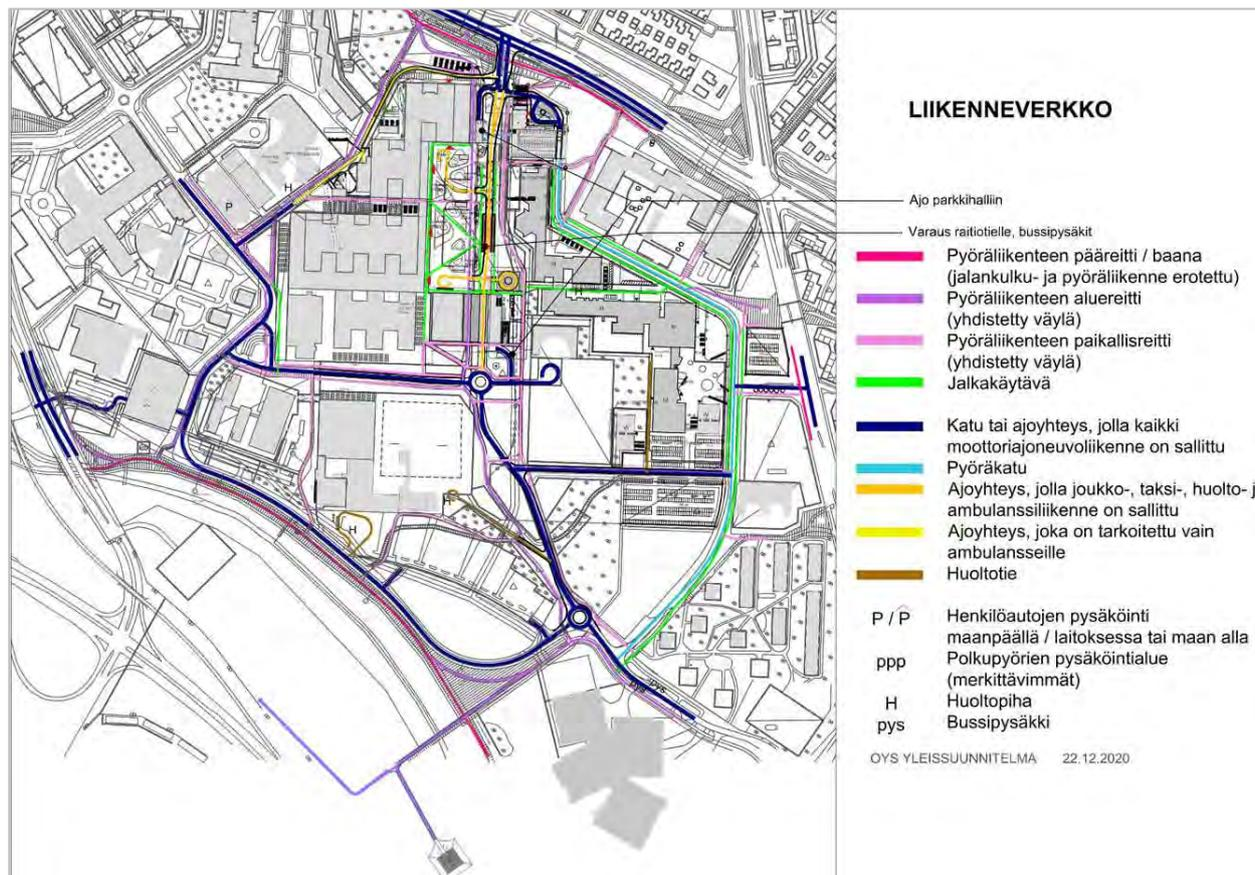 LIIKENNEVERKKO
Ajo parkkihalliin
Varaus raitiotielle, bussipysäkit
Pyöräliikenteen pääreitti / baana
(jalankulku- ja pyöräliikenne erotettu)
Pyöräliikenteen aluereitti
(yhdistetty väylä)
Pyöräliikenteen paikallisreitti
(yhdistetty väylä)
Jalkakäytävä
Katu tai ajoyhteys, jolla kaikki
moottoriajoneuvoliikenne on sallittu
Pyöräkatu
Ajoyhteys, jolla joukko-, taksi-, huolto- j
ambulanssiliikenne on sallittu
Ajoyhteys, joka on tarkoitettu vain
ambulansseille
Huoltotie
P / P Henkilöautojen pysäköinti
maanpäällä / laitoksessa tai maan alla
ppp Polkupyörien pysäköintialue
(merkittävimmät)
H Huoltopiha
pys Bussipysäkki
OYS YLEISSUUNNITELMA 22.12.2020
H
P
H
H
pys
pys